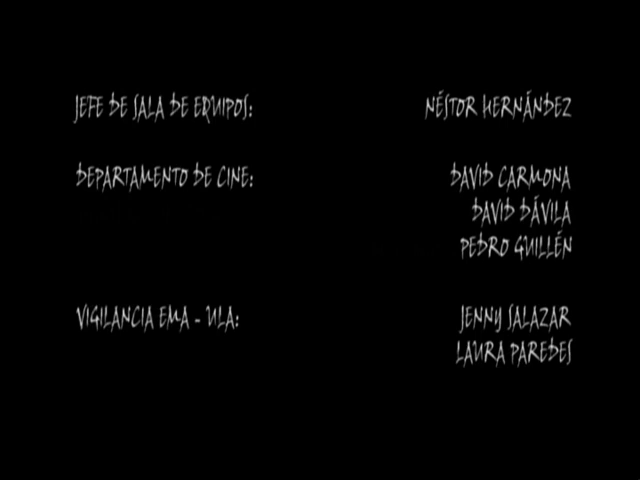 JEFE DE SALA DE EQUIPOS: NÉSTOR HERNÁNDEZ
DEPARTAMENTO DE CINE: DAVID CARMONA
DAVID DÁVILA
PEDRO GUILLÉN
VIGILANCIA EMA - ULA: JENNY SALAZAR
LAURA PAREDES